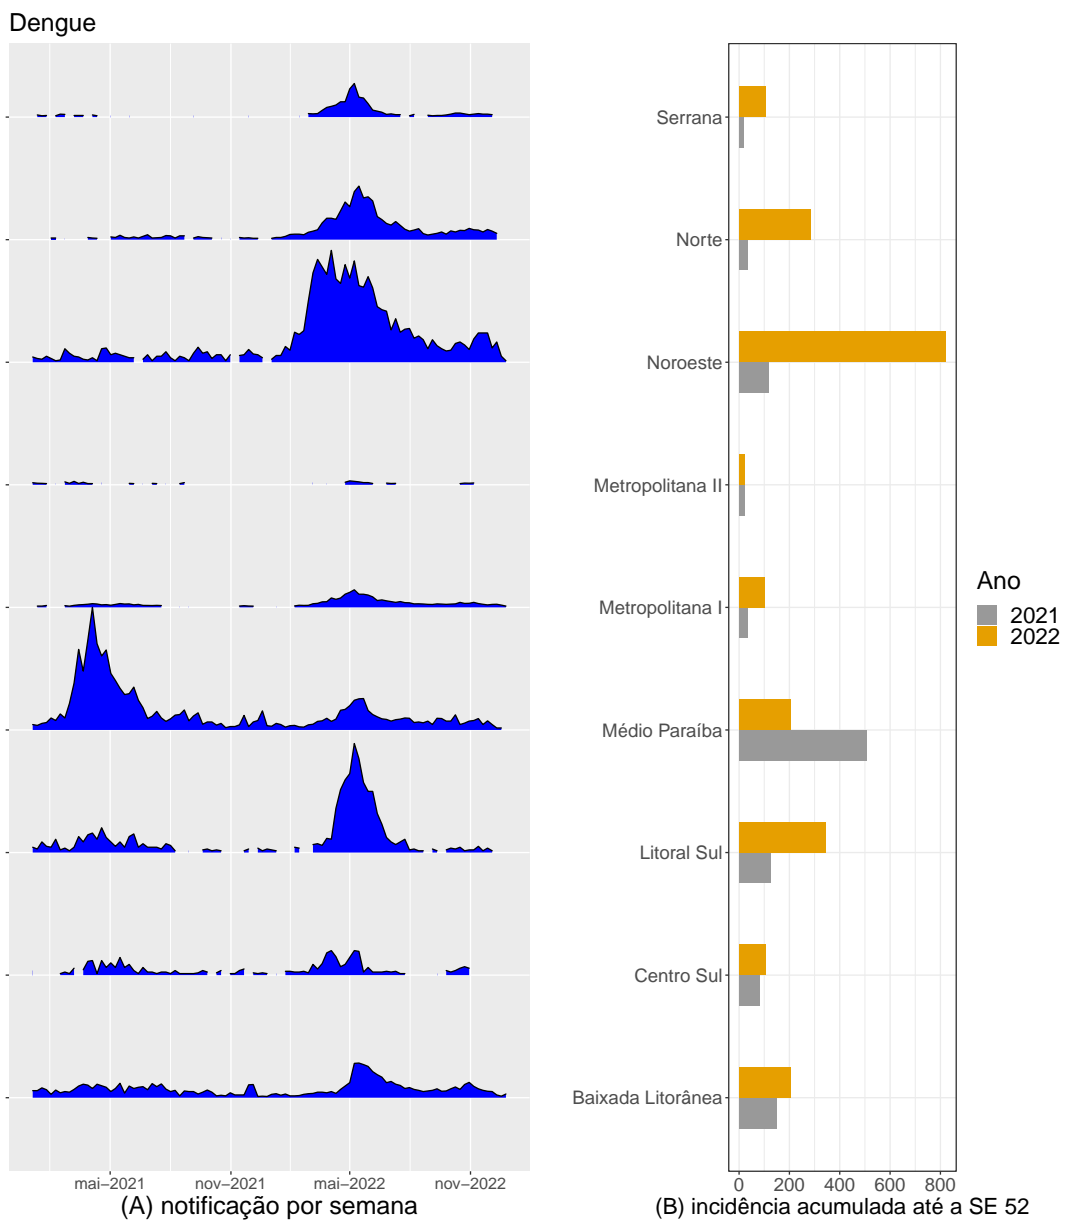 Dengue
Serrana
Norte
Noroeste
Metropolitana II
Metropolitana I
Médio Paraíba
Litoral Sul
Centro Sul
Baixada Litorânea
Ano
2021
2022
mai–2021 nov–2021 mai–2022 nov–2022
0 200 400 600 800
(A) notificação por semana
(B) incidência acumulada até a SE 52